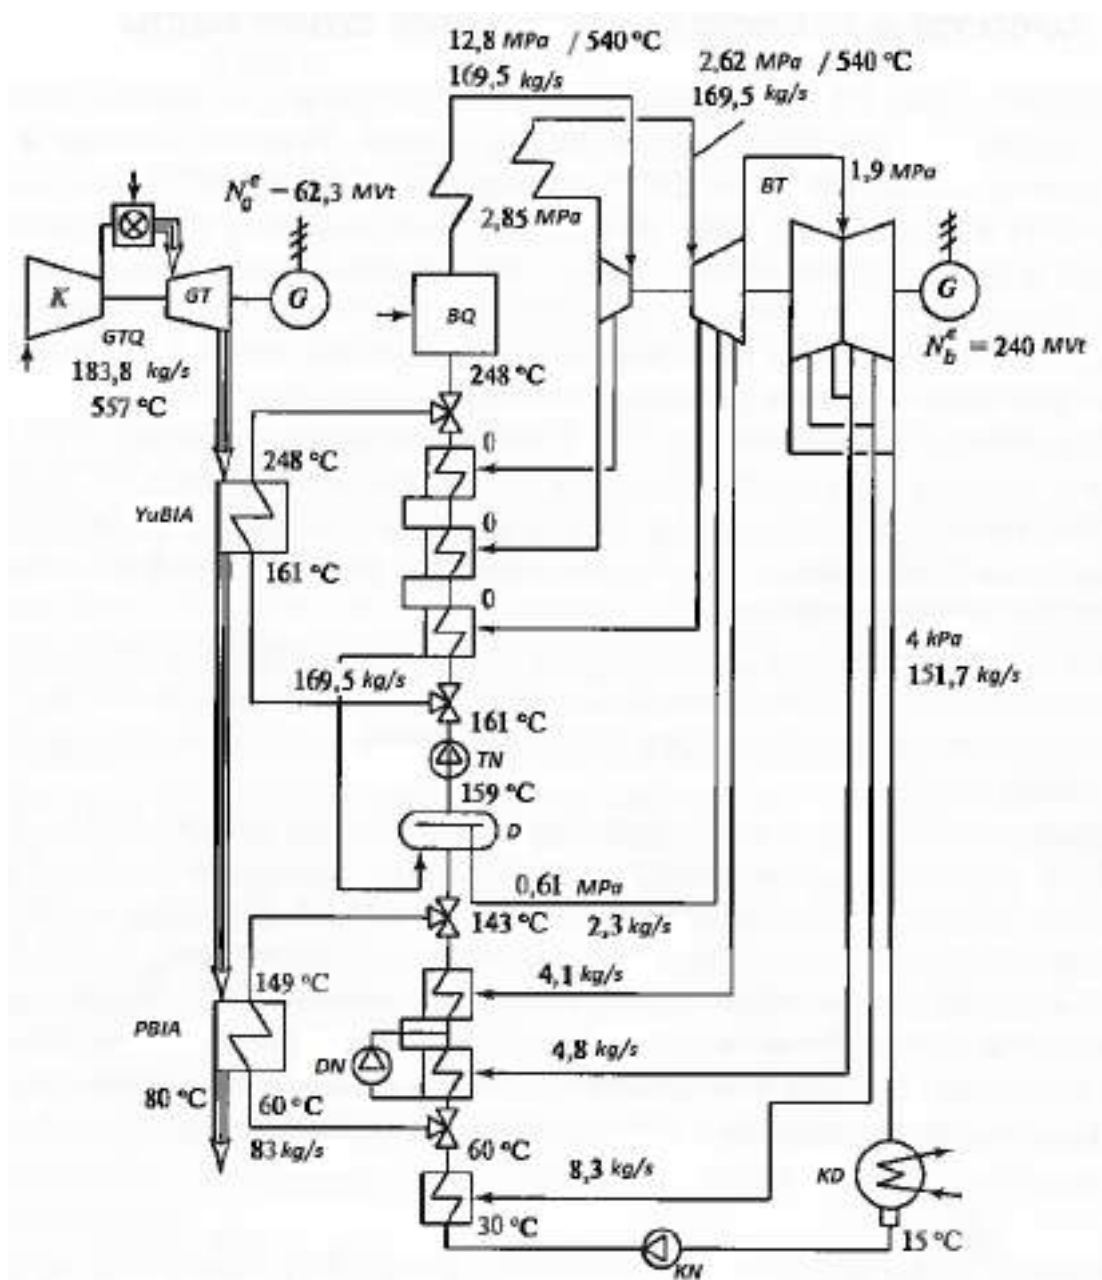 12,8 MPa / 540 °C
169,5 kg/s
2,62 MPa / 540 °C
169,5 kg/s
N_g^e – 62,3 MVt
2,85 MPa
BT
1,9 MPa
K
GT
G
GTQ
183,8 kg/s
557 °C
BQ
G
N_b^e = 240 MVt
248 °C
0
248 °C
YuBIA
0
161 °C
0
169,5 kg/s
161 °C
4 kPa
151,7 kg/s
TN
159 °C
D
0,61 MPa
143 °C
2,3 kg/s
149 °C
4,1 kg/s
PBIA
DN
4,8 kg/s
80 °C
60 °C
83 kg/s
60 °C
8,3 kg/s
KD
30 °C
15 °C
KN